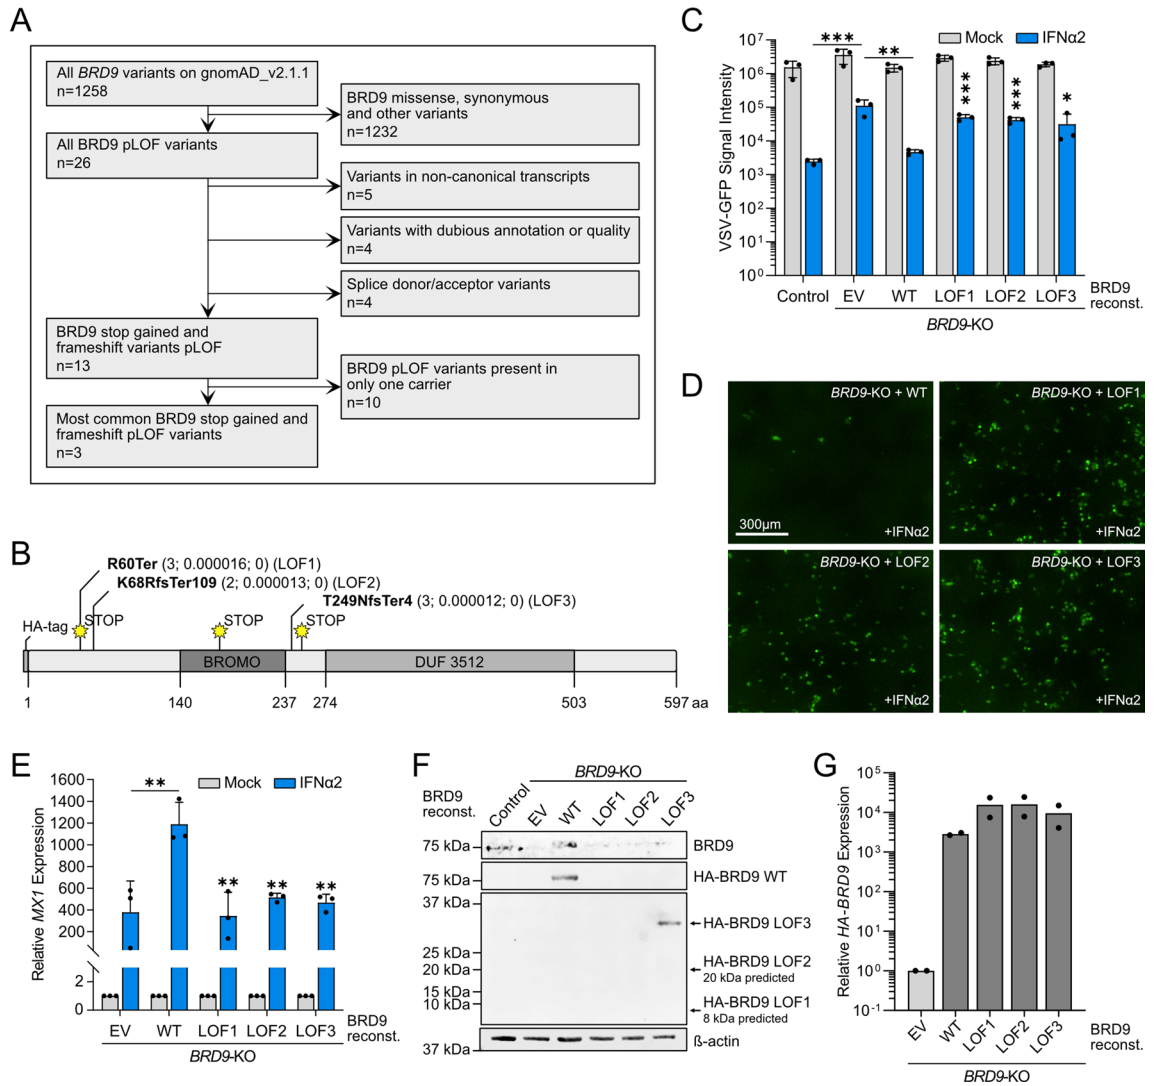 A
All BRD9 variants on gnomAD_v2.1.1
n=1258
BRD9 missense, synonymous
and other variants
n=1232
All BRD9 pLOF variants
n=26
Variants in non-canonical transcripts
n=5
Variants with dubious annotation or quality
n=4
Splice donor/acceptor variants
n=4
BRD9 stop gained and
frameshift variants pLOF
n=13
BRD9 pLOF variants present in
only one carrier
n=10
Most common BRD9 stop gained and
frameshift pLOF variants
n=3
B
R60Ter (3; 0.000016; 0) (LOF1)
K68RfsTer109 (2; 0.000013; 0) (LOF2)
T249NfsTer4 (3; 0.000012; 0) (LOF3)
HA-tag STOP STOP STOP
BROMO DUF 3512
1 140 237 274 503 597 aa
C
Mock IFNα2
VSV-GFP Signal Intensity
10⁷
10⁶
10⁵
10⁴
10³
10²
10¹
10⁰
*** ** *** *** *
Control EV WT LOF1 LOF2 LOF3
BRD9
reconst.
BRD9-KO
D
BRD9-KO + WT
300µm
+IFNα2
BRD9-KO + LOF1
+IFNα2
BRD9-KO + LOF2
+IFNα2
BRD9-KO + LOF3
+IFNα2
E
Mock IFNα2
Relative MX1 Expression
1600
1400
1200
1000
800
600
400
200
2
0
** ** ** **
EV WT LOF1 LOF2 LOF3
BRD9
reconst.
BRD9-KO
F
BRD9-KO
BRD9
reconst.
Control EV WT LOF1 LOF2 LOF3
75 kDa BRD9
75 kDa HA-BRD9 WT
37 kDa
HA-BRD9 LOF3
25 kDa
20 kDa HA-BRD9 LOF2
20 kDa predicted
15 kDa
10 kDa HA-BRD9 LOF1
8 kDa predicted
ß-actin
37 kDa
G
Relative HA-BRD9 Expression
10⁵
10⁴
10³
10²
10¹
10⁰
10⁻¹
EV WT LOF1 LOF2 LOF3
BRD9
reconst.
BRD9-KO